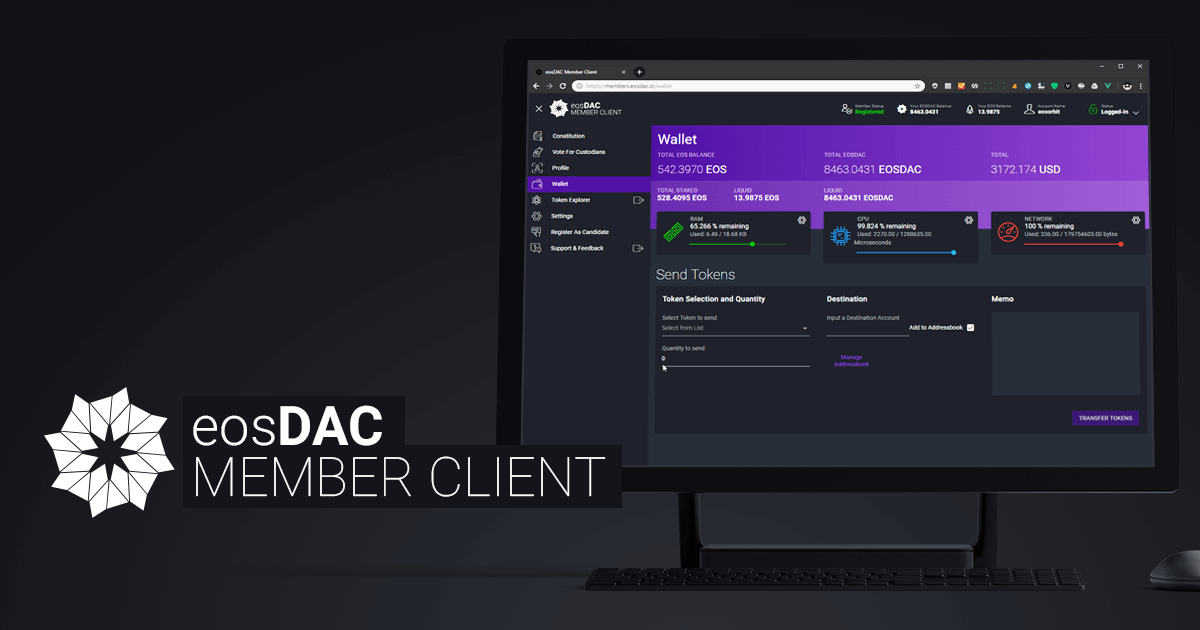 eosDAC Member Client
https://members.eosdac.io/wallet
eosDAC
MEMBER CLIENT
Member Status
Registered
Your EOSDAC Balance
8463.0431
Your EOS Balance
13.9875
Account Name
eosorbit
Status
Logged-In
Constitution
Vote For Custodians
Profile
Wallet
Token Explorer
Settings
Register As Candidate
Support & Feedback
Wallet
TOTAL EOS BALANCE
542.3970 EOS
TOTAL EOSDAC
8463.0431 EOSDAC
TOTAL
3172.174 USD
TOTAL STAKED
528.4095 EOS
LIQUID
13.9875 EOS
LIQUID
8463.0431 EOSDAC
RAM
65.266 % remaining
Used: 6.49 / 18.68 KB
CPU
99.824 % remaining
Used: 2270.00 / 1288635.00
Microseconds
NETWORK
100 % remaining
Used: 336.00 / 179754603.00 bytes
Send Tokens
Token Selection and Quantity
Select Token to send
Select from List
Quantity to send
0
Destination
Input a Destination Account
Add to Addressbook
Manage
Addressbook
Memo
TRANSFER TOKENS
eosDAC
MEMBER CLIENT